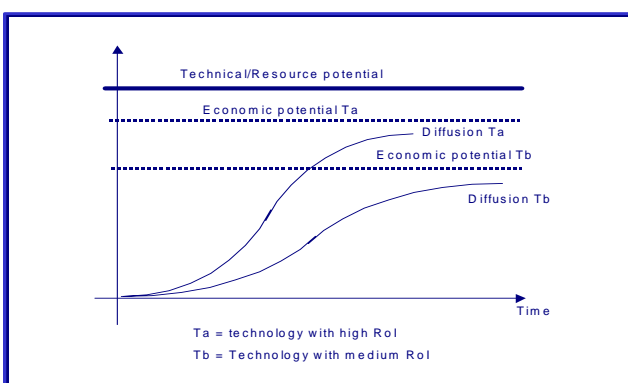 Technical/Resource potential
Economic potential Ta
Diffusion Ta
Economic potential Tb
Diffusion Tb
Time
Ta = technology with high RoI
Tb = Technology with medium RoI